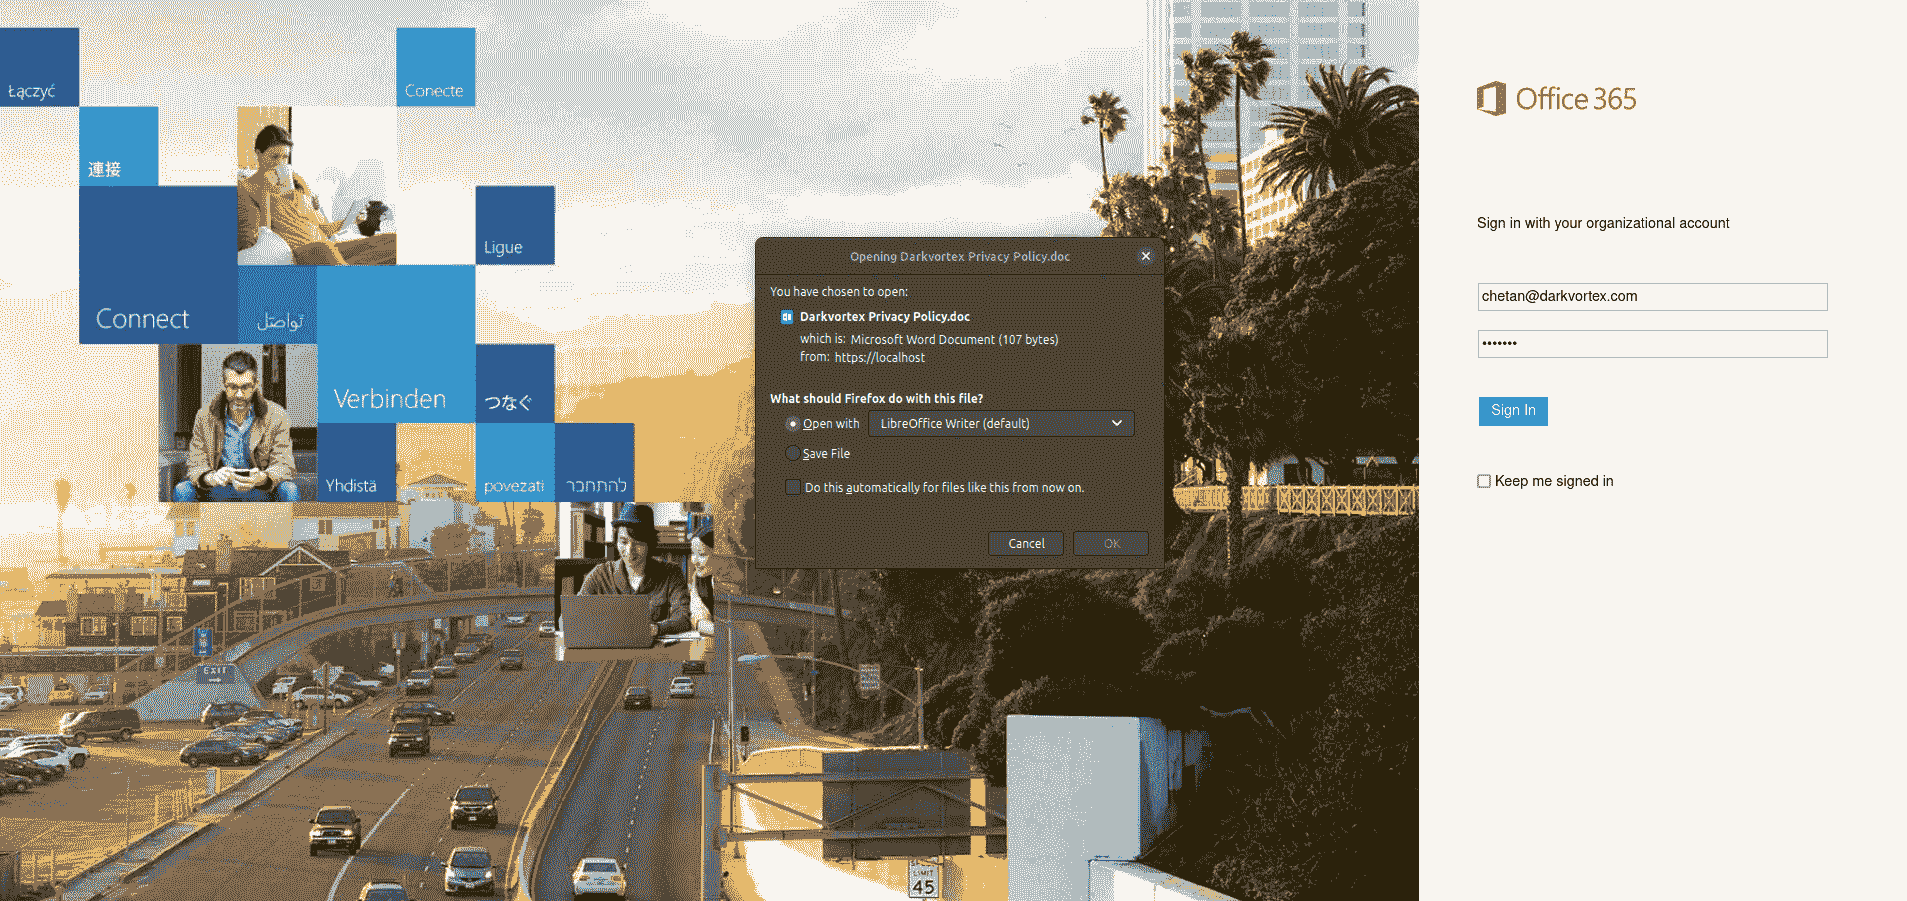 Łączyć
Conecte
連接
Ligue
Connect
تواصَل
Verbinden
つなぐ
Yhdistä
povezati
להתחבר
EXIT
LIMIT
45
Opening Darkvortex Privacy Policy.doc
You have chosen to open:
Darkvortex Privacy Policy.doc
which is: Microsoft Word Document (107 bytes)
from: https://localhost
What should Firefox do with this file?
Open with LibreOffice Writer (default)
Save File
Do this automatically for files like this from now on.
Cancel OK
Office 365
Sign in with your organizational account
chetan@darkvortex.com
•••••••
Sign In
Keep me signed in